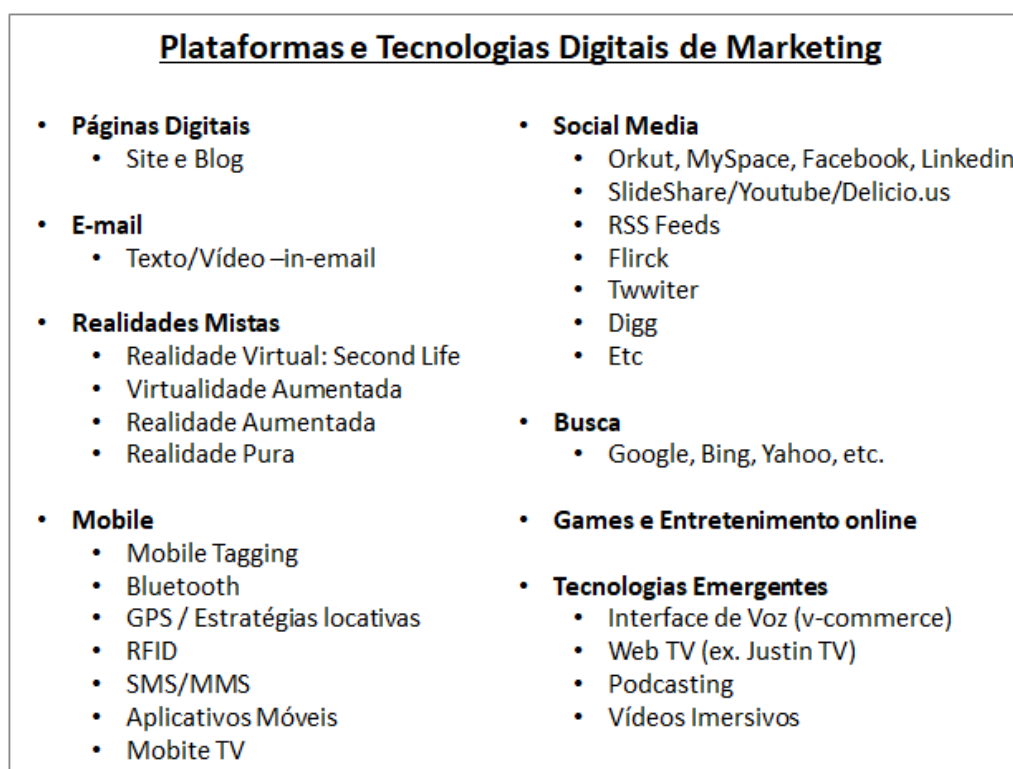 Plataformas e Tecnologias Digitais de Marketing
• Páginas Digitais
• Site e Blog
• E-mail
• Texto/Vídeo –in-email
• Realidades Mistas
• Realidade Virtual: Second Life
• Virtualidade Aumentada
• Realidade Aumentada
• Realidade Pura
• Mobile
• Mobile Tagging
• Bluetooth
• GPS / Estratégias locativas
• RFID
• SMS/MMS
• Aplicativos Móveis
• Mobite TV
• Social Media
• Orkut, MySpace, Facebook, Linkedin
• SlideShare/Youtube/Delicio.us
• RSS Feeds
• Flirck
• Twwiter
• Digg
• Etc
• Busca
• Google, Bing, Yahoo, etc.
• Games e Entretenimento online
• Tecnologias Emergentes
• Interface de Voz (v-commerce)
• Web TV (ex. Justin TV)
• Podcasting
• Vídeos Imersivos